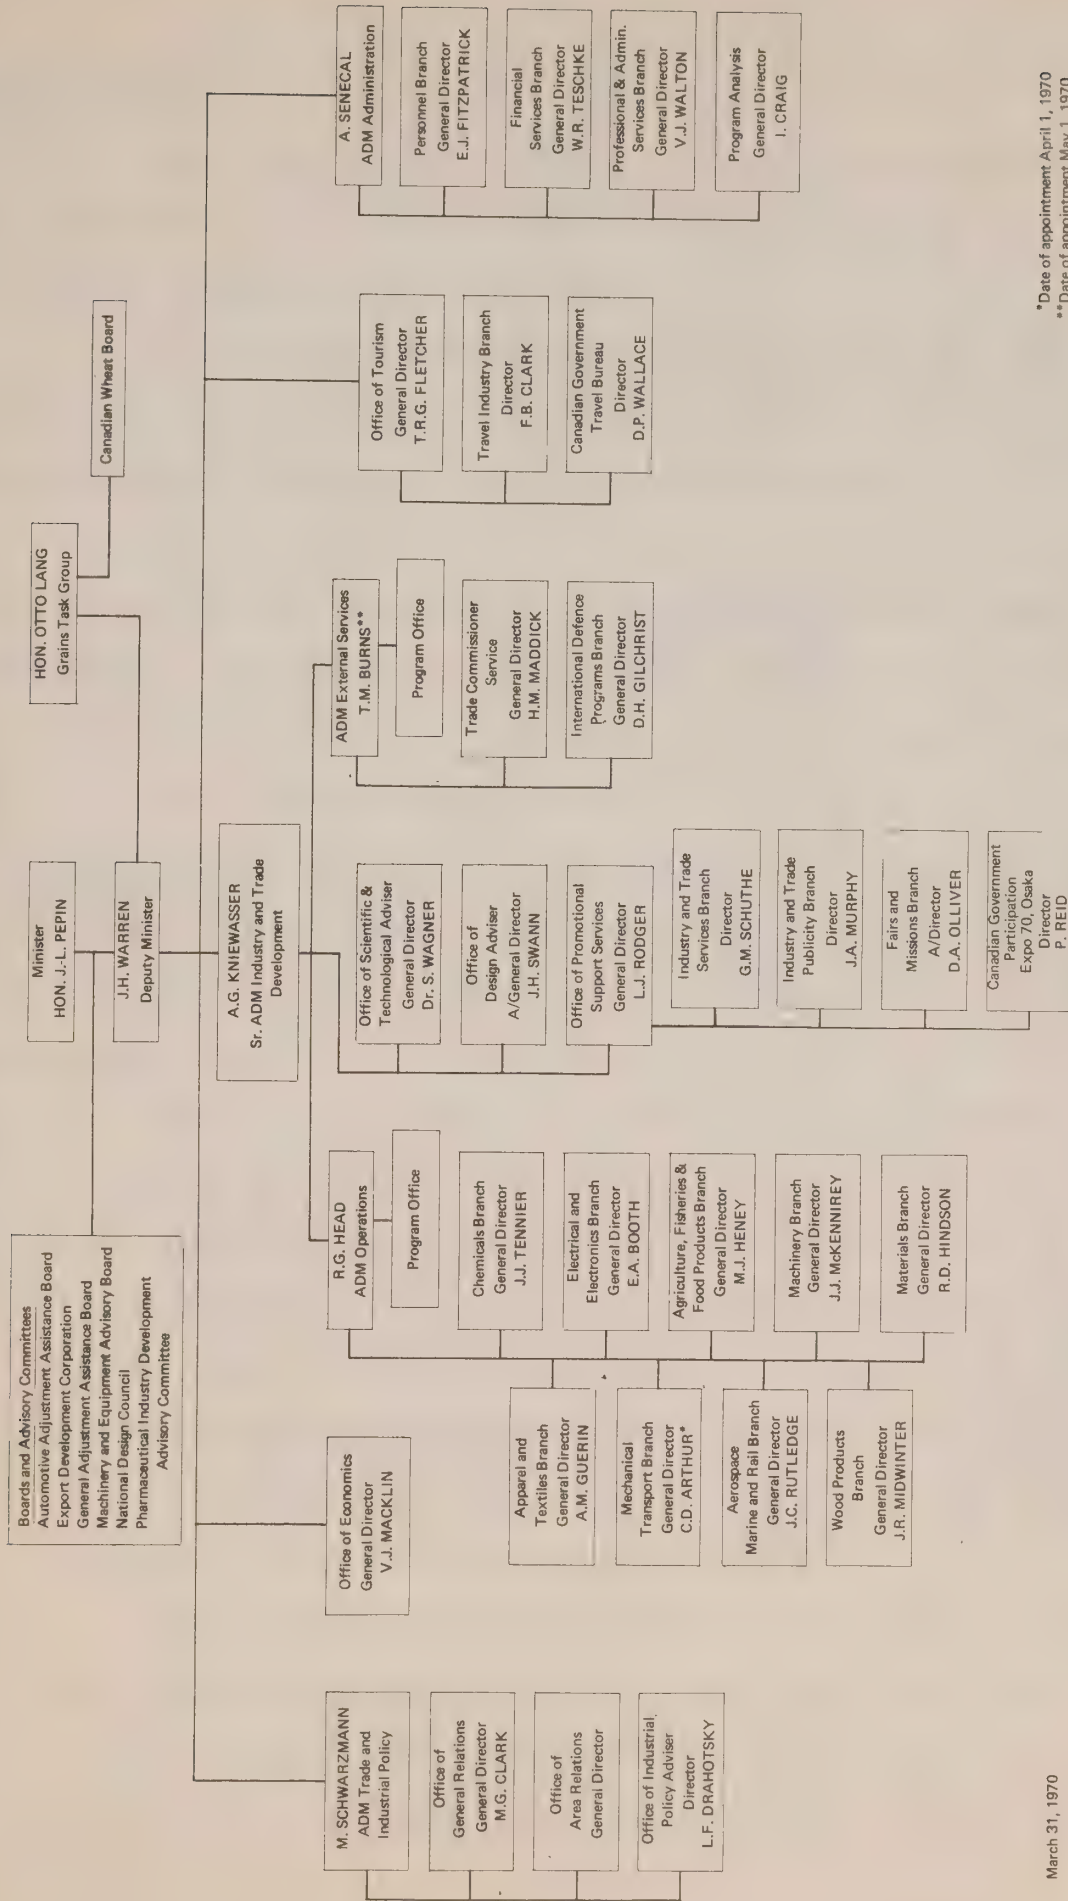 Minister
HON. J.-L. PEPIN
HON. OTTO LANG
Grains Task Group
Canadian Wheat Board
Boards and Advisory Committees
Automotive Adjustment Assistance Board
Export Development Corporation
General Adjustment Assistance Board
Machinery and Equipment Advisory Board
National Design Council
Pharmaceutical Industry Development
Advisory Committee
J.H. WARREN
Deputy Minister
A.G. KNIEWASSER
Sr. ADM Industry and Trade
Development
M. SCHWARZMANN
ADM Trade and
Industrial Policy
Office of
General Relations
General Director
M.G. CLARK
Office of
Area Relations
General Director
Office of Industrial
Policy Adviser
Director
L.F. DRAHOTSKY
Office of Economics
General Director
V.J. MACKLIN
R.G. HEAD
ADM Operations
Program Office
Apparel and
Textiles Branch
General Director
A.M. GUERIN
Mechanical
Transport Branch
General Director
C.D. ARTHUR*
Aerospace
Marine and Rail Branch
General Director
J.C. RUTLEDGE
Wood Products
Branch
General Director
J.R. MIDWINTER
Chemicals Branch
General Director
J.J. TENNIER
Electrical and
Electronics Branch
General Director
E.A. BOOTH
Agriculture, Fisheries &
Food Products Branch
General Director
M.J. HENEY
Machinery Branch
General Director
J.J. McKENNIREY
Materials Branch
General Director
R.D. HINDSON
Office of Scientific &
Technological Adviser
General Director
Dr. S. WAGNER
Office of
Design Adviser
A/General Director
J.H. SWANN
Office of Promotional
Support Services
General Director
L.J. RODGER
Industry and Trade
Services Branch
Director
G.M. SCHUTHE
Industry and Trade
Publicity Branch
Director
J.A. MURPHY
Fairs and
Missions Branch
A/Director
D.A. OLLIVER
Canadian Government
Participation
Expo 70, Osaka
Director
P. REID
ADM External Services
T.M. BURNS**
Program Office
Trade Commissioner
Service
General Director
H.M. MADDICK
International Defence
Programs Branch
General Director
D.H. GILCHRIST
Office of Tourism
General Director
T.R.G. FLETCHER
Travel Industry Branch
Director
F.B. CLARK
Canadian Government
Travel Bureau
Director
D.P. WALLACE
A. SENECAL
ADM Administration
Personnel Branch
General Director
E.J. FITZPATRICK
Financial
Services Branch
General Director
W.R. TESCHKE
Professional & Admin.
Services Branch
General Director
V.J. WALTON
Program Analysis
General Director
I. CRAIG
March 31, 1970
*Date of appointment April 1, 1970
**Date of appointment May 1, 1970